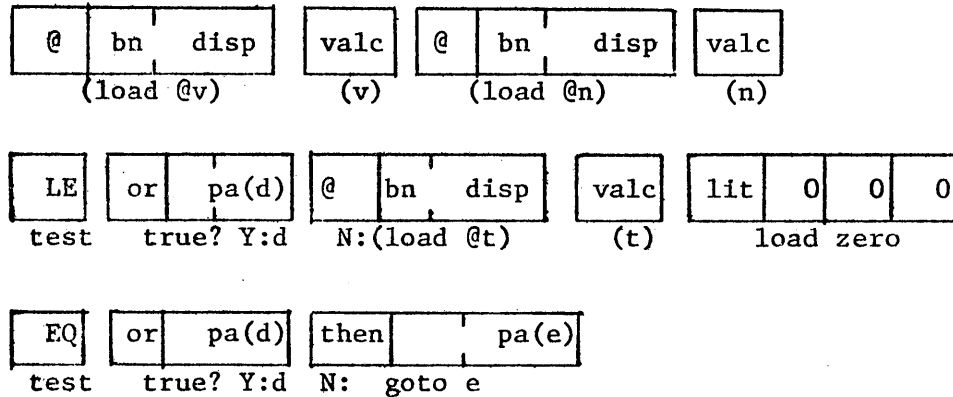 @ bn disp valc @ bn disp valc
(load @v) (v) (load @n) (n)
LE or pa(d) @ bn disp valc lit 0 0 0
test true? Y:d N:(load @t) (t) load zero
EQ or pa(d) then pa(e)
test true? Y:d N: goto e